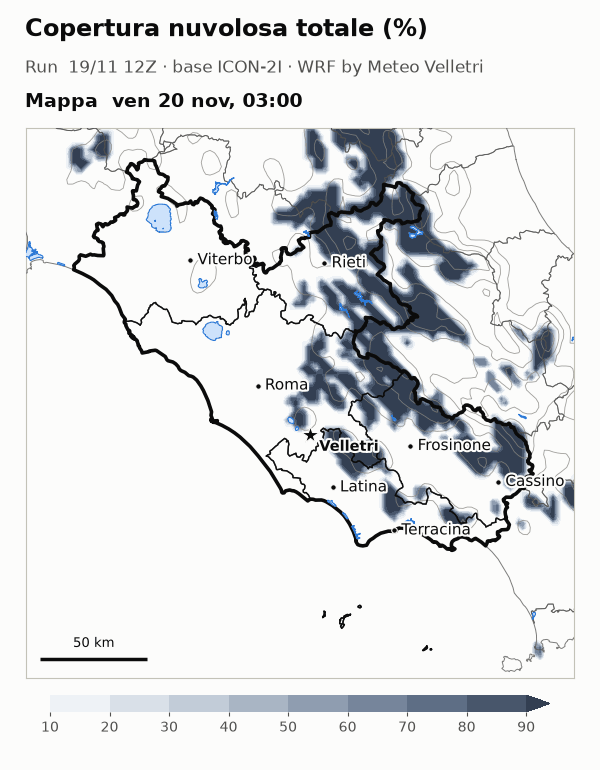 Copertura nuvolosa totale (%)
Run  19/11 12Z · base ICON-2I · WRF by Meteo Velletri
Mappa  ven 20 nov, 03:00
Viterbo
Rieti
Roma
Velletri
Frosinone
Latina
Cassino
Terracina
50 km
10 20 30 40 50 60 70 80 90